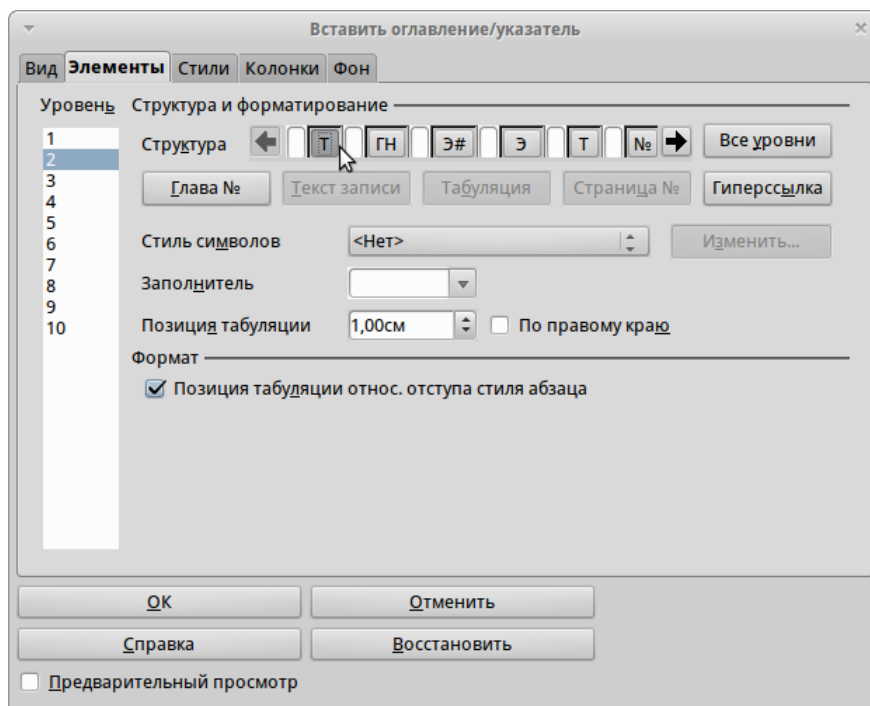 Вставить оглавление/указатель
Вид Элементы Стили Колонки Фон
Уровень Структура и форматирование
1
2
3
4
5
6
7
8
9
10
Структура Т ГН Э# Э Т № Все уровни
Глава № Текст записи Табуляция Страница № Гиперссылка
Стиль символов <Нет> Изменить...
Заполнитель
Позиция табуляции 1,00см По правому краю
Формат
Позиция табуляции относ. отступа стиля абзаца
ОК Отменить
Справка Восстановить
Предварительный просмотр